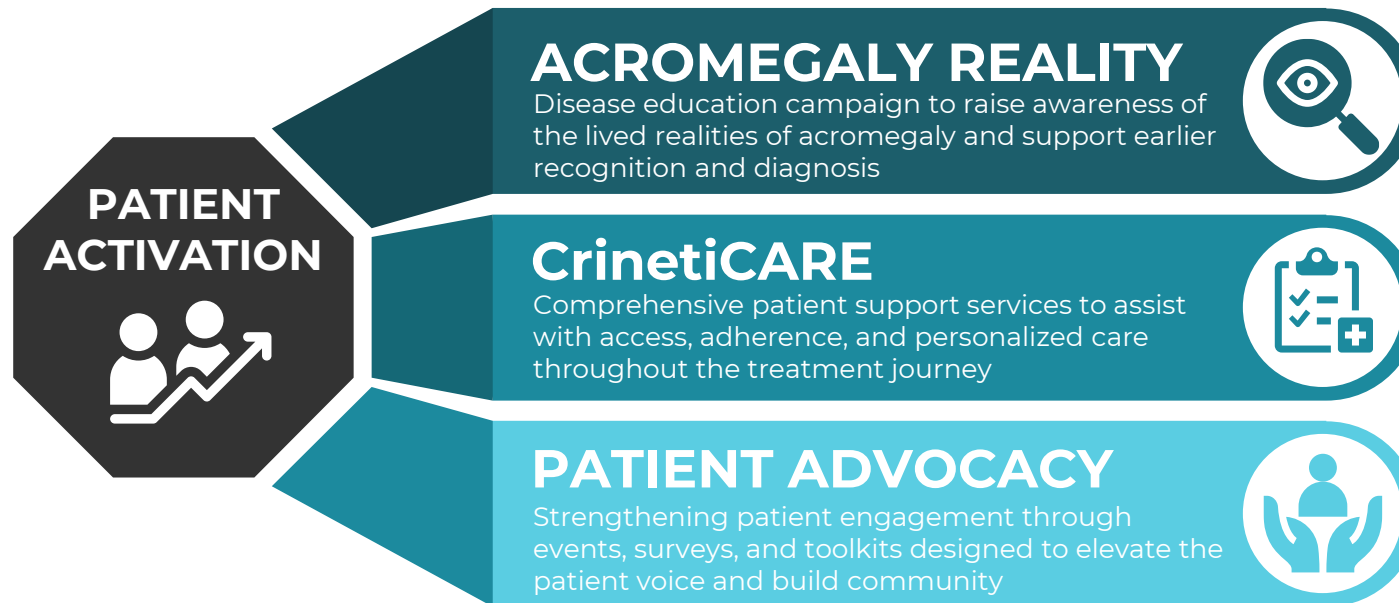 PATIENT
ACTIVATION
ACROMEGALY REALITY
Disease education campaign to raise awareness of
the lived realities of acromegaly and support earlier
recognition and diagnosis
CrinetiCARE
Comprehensive patient support services to assist
with access, adherence, and personalized care
throughout the treatment journey
PATIENT ADVOCACY
Strengthening patient engagement through
events, surveys, and toolkits designed to elevate the
patient voice and build community